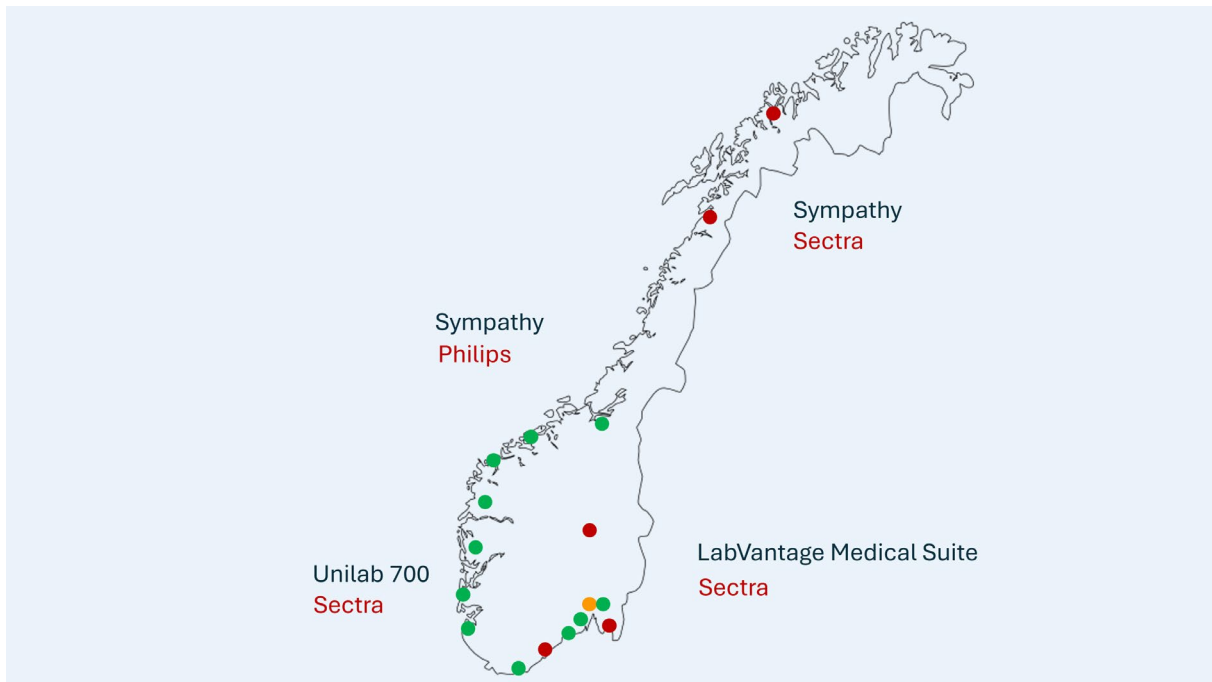 Sympathy
Sectra
Sympathy
Philips
LabVantage Medical Suite
Sectra
Unilab 700
Sectra